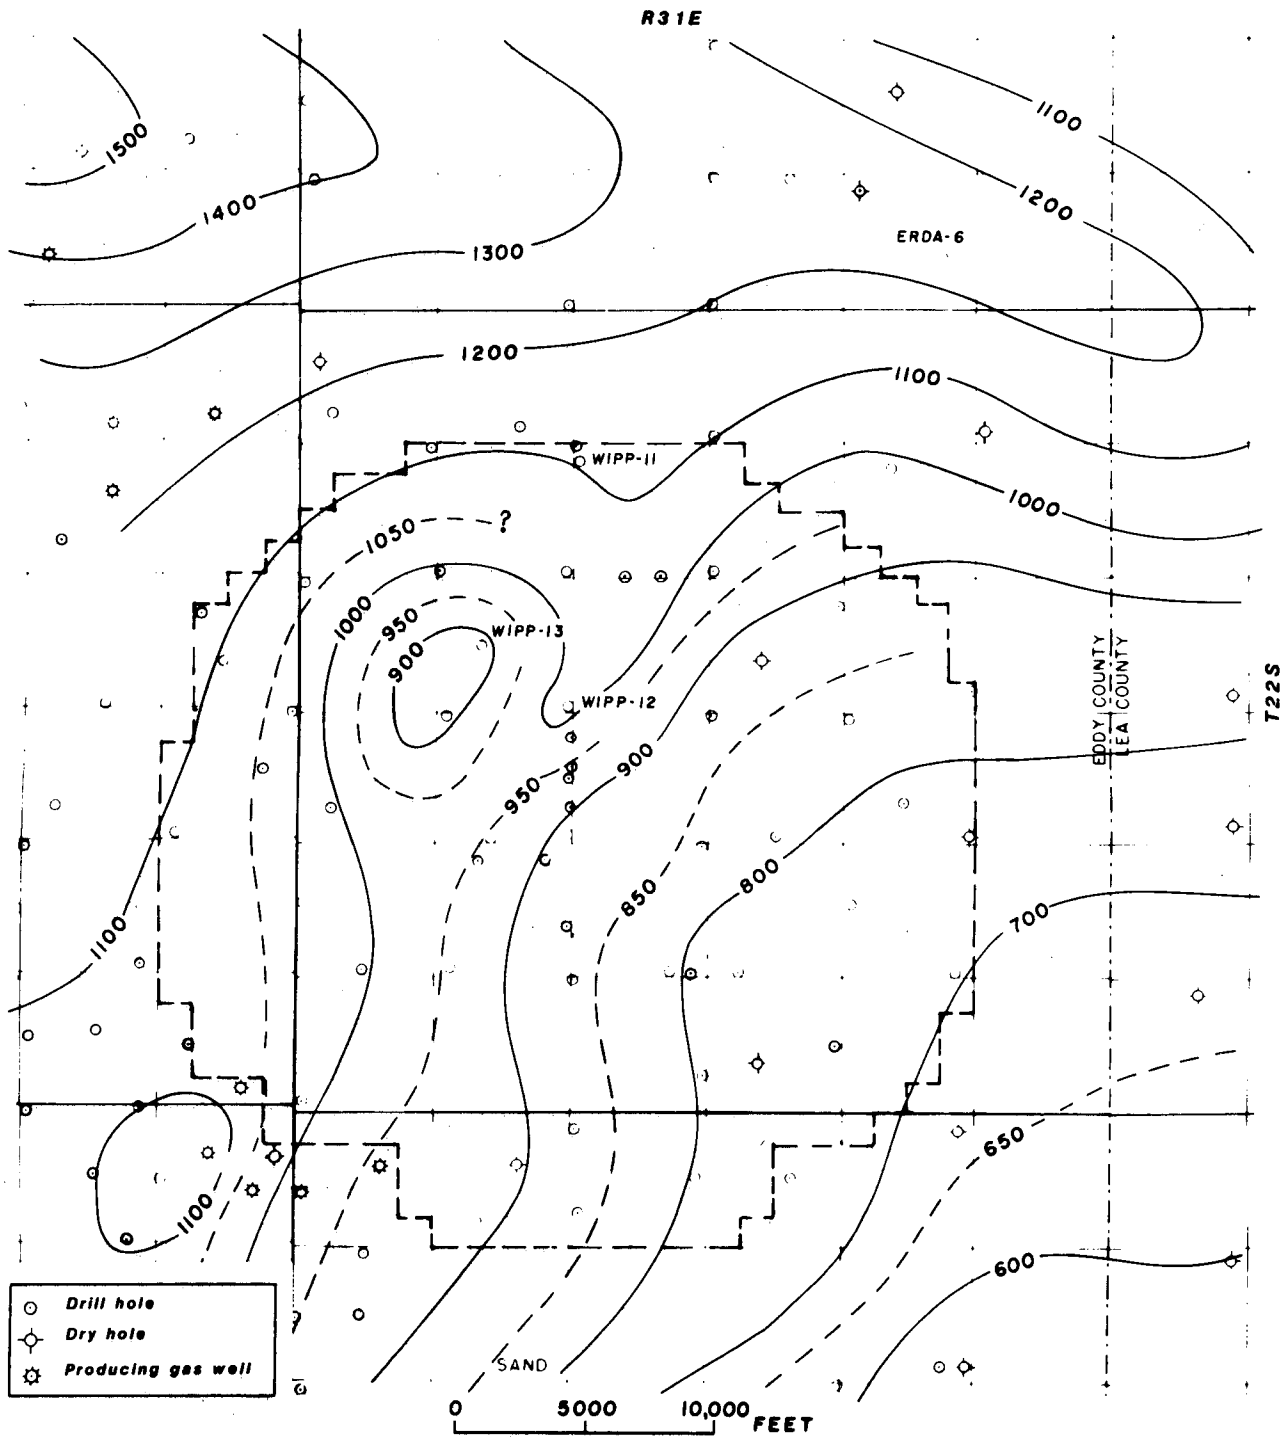 R31E
1500
1100
1400
1200
ERDA-6
1300
1200
1100
WIPP-11
1000
1050
?
1000
950
WIPP-13
900
WIPP-12
EDDY COUNTY
LEA COUNTY
T22S
900
950
850
800
1100
700
650
1100
600
Drill hole
Dry hole
Producing gas well
SAND
0 5000 10,000 FEET